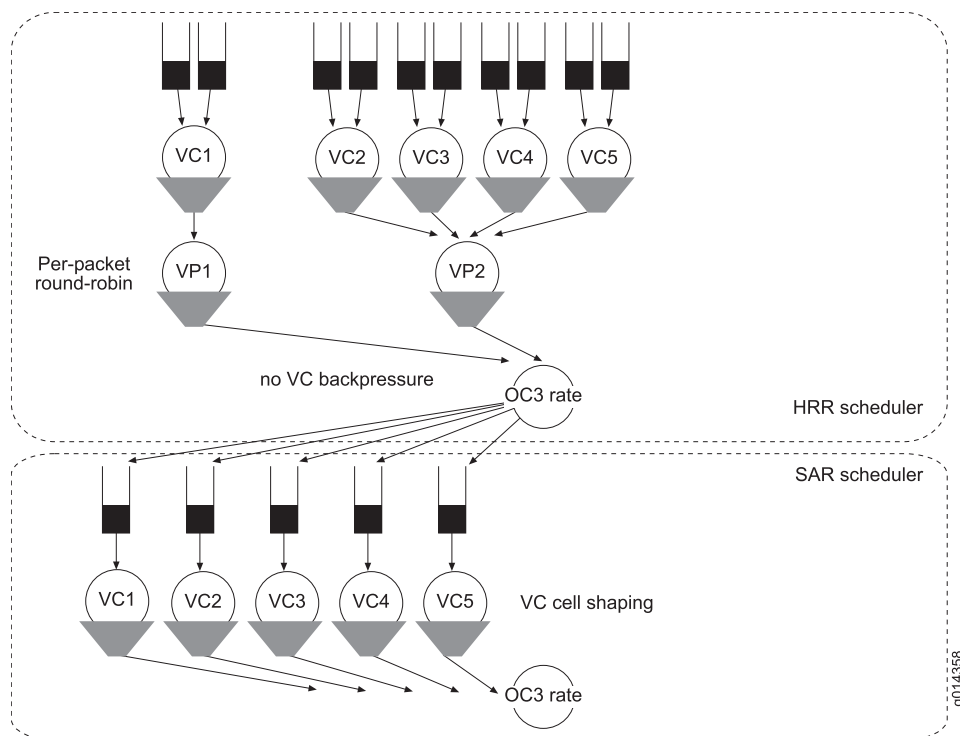 VC1
VC2
VC3
VC4
VC5
Per-packet
round-robin
VP1
VP2
no VC backpressure
OC3 rate
HRR scheduler
SAR scheduler
VC1
VC2
VC3
VC4
VC5
VC cell shaping
OC3 rate
g014358